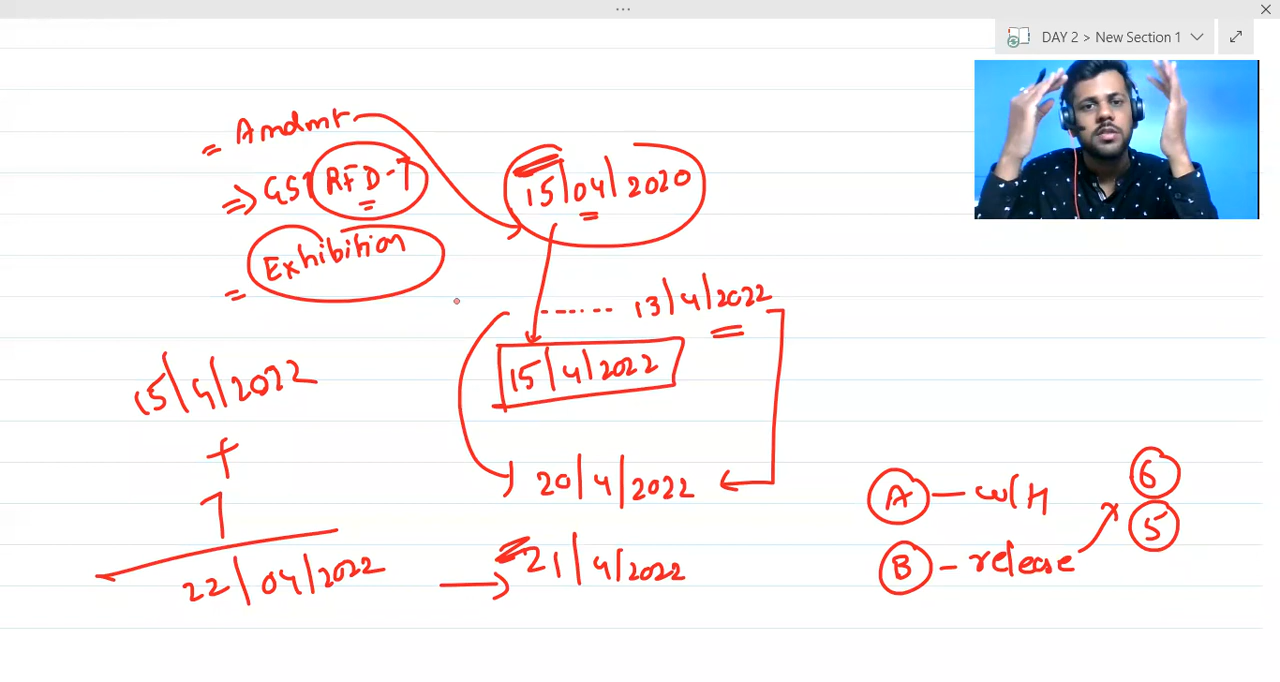 DAY 2 > New Section 1
= Amdmt
=> GST RFD-7
= Exhibition
15/04/2020
...... 13/4/2022
15/4/2022
15/4/2022
+
7
22/04/2022
20/4/2022
21/4/2022
A - W/H
B - release
6
5